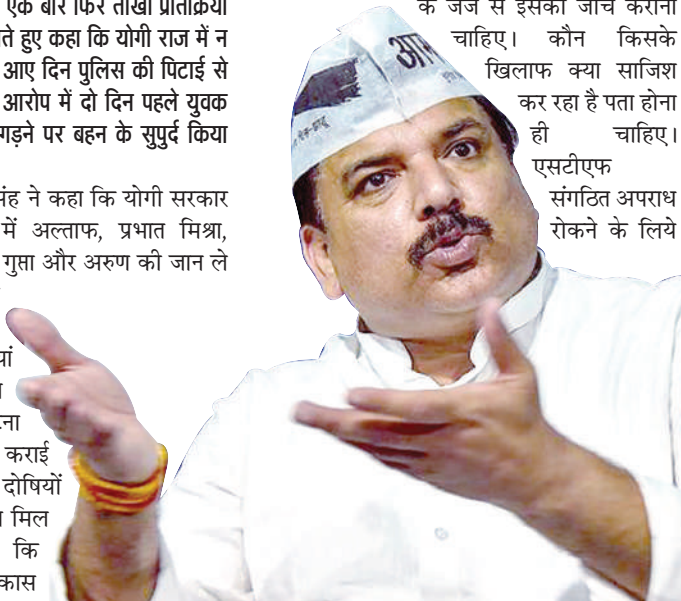 एक बार फिर तीखी प्रतिक्रिया
हुए कहा कि योगी राज में न
आए दिन पुलिस की पिटाई से
आरोप में दो दिन पहले युवक
पर बहन के सुपुर्द किया
ने कहा कि योगी सरकार
में अल्ताफ, प्रभात मिश्रा,
गुप्ता और अरुण की जान ले
कराई
दोषियों
मिल
कि
के जज से इसकी जांच करानी
चाहिए। कौन किसके
खिलाफ क्या साजिश
कर रहा है पता होना
ही चाहिए।
एसटीएफ
संगठित अपराध
रोकने के लिये
आम